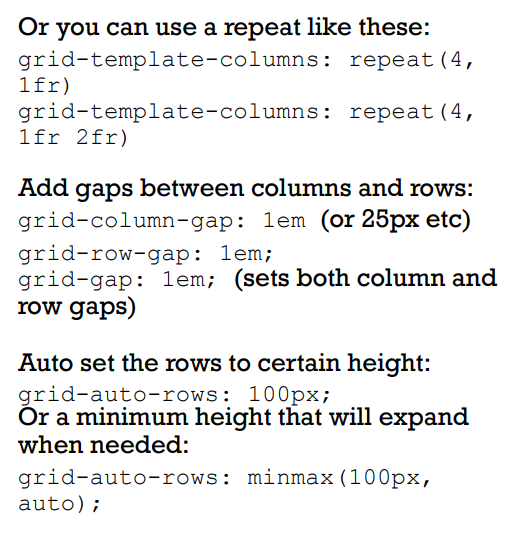 Or you can use a repeat like these:
grid-template-columns: repeat(4,
1fr)
grid-template-columns: repeat(4,
1fr 2fr)
Add gaps between columns and rows:
grid-column-gap: 1em (or 25px etc)
grid-row-gap: 1em;
grid-gap: 1em; (sets both column and
row gaps)
Auto set the rows to certain height:
grid-auto-rows: 100px;
Or a minimum height that will expand
when needed:
grid-auto-rows: minmax(100px,
auto);